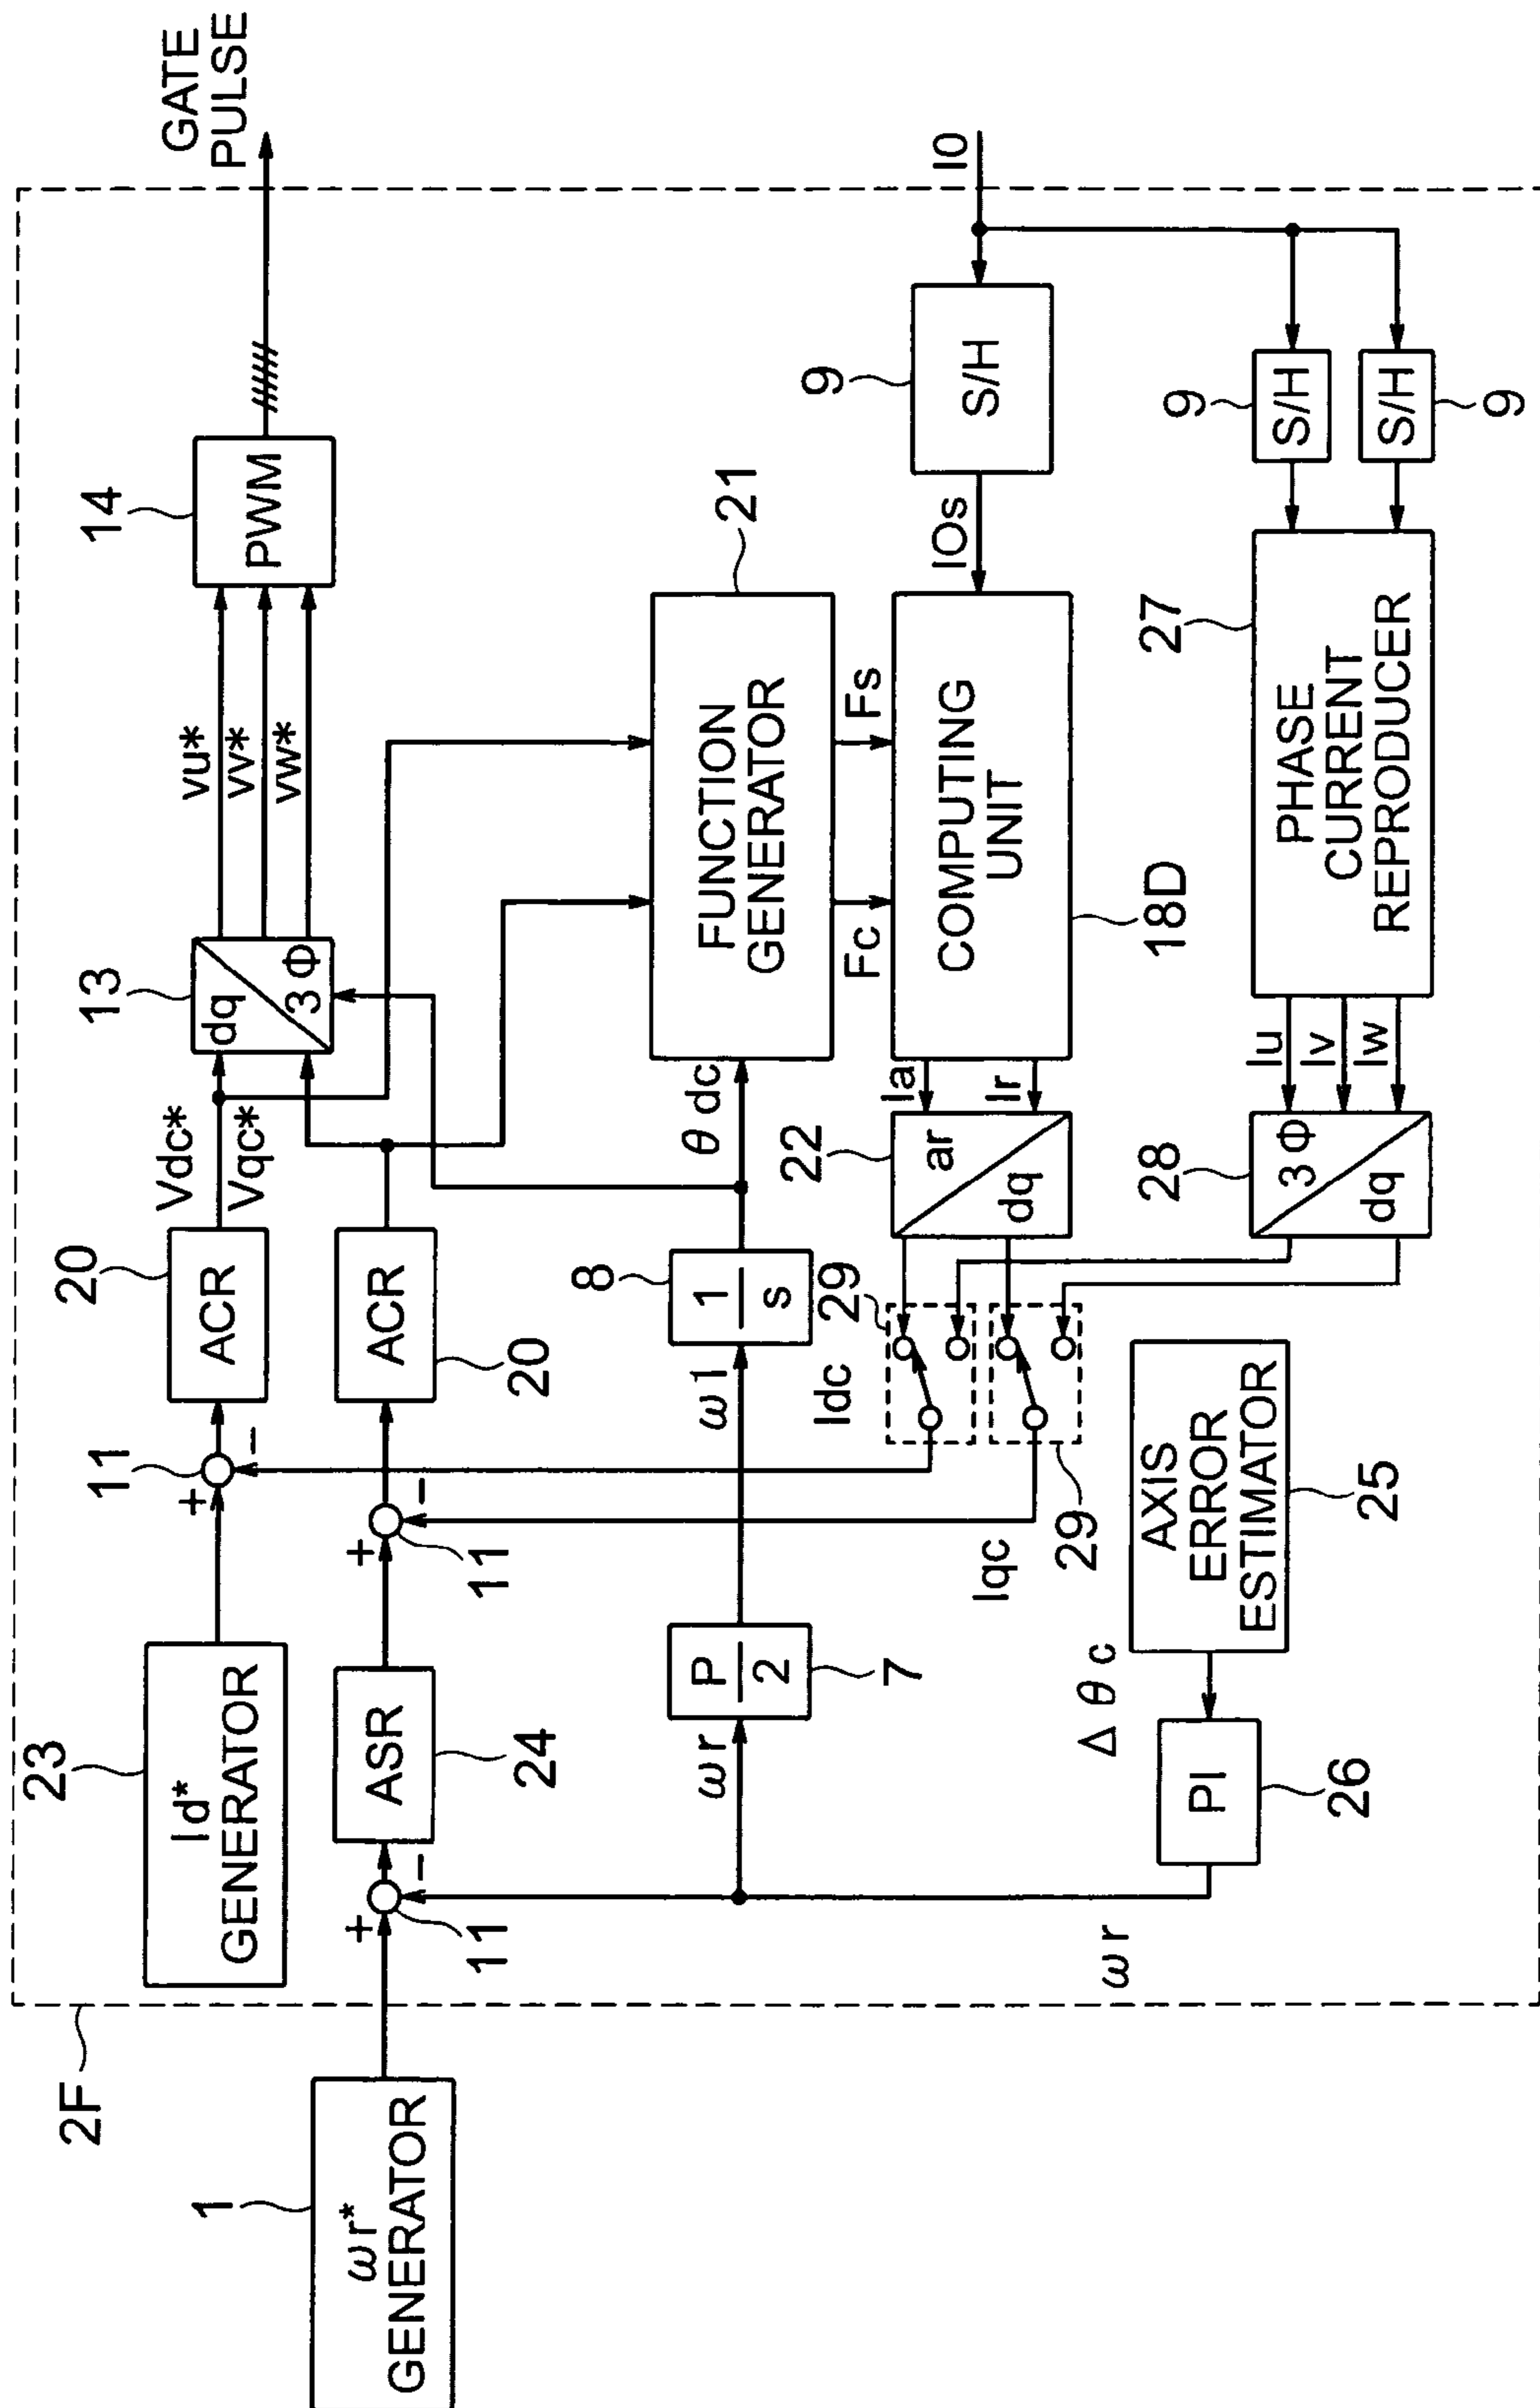 2F
1
ωr*
GENERATOR
23
Id*
GENERATOR
+
−
11
ASR
24
+
−
11
+
−
11
ACR
20
ACR
20
Vdc*
Vqc*
13
dq
3Φ
vu*
vv*
vw*
14
PWM
GATE
PULSE
ωr
P
2
7
ω1
8
1
s
θdc
FUNCTION
GENERATOR
21
Fc
Fs
Idc
Iqc
29
29
22
ar
dq
Ia
Ir
COMPUTING
UNIT
18D
I0s
9
S/H
I0
ωr
PI
26
Δθc
AXIS
ERROR
ESTIMATOR
25
28
3Φ
dq
Iu
Iv
Iw
PHASE
CURRENT
REPRODUCER
27
9
S/H
S/H
9